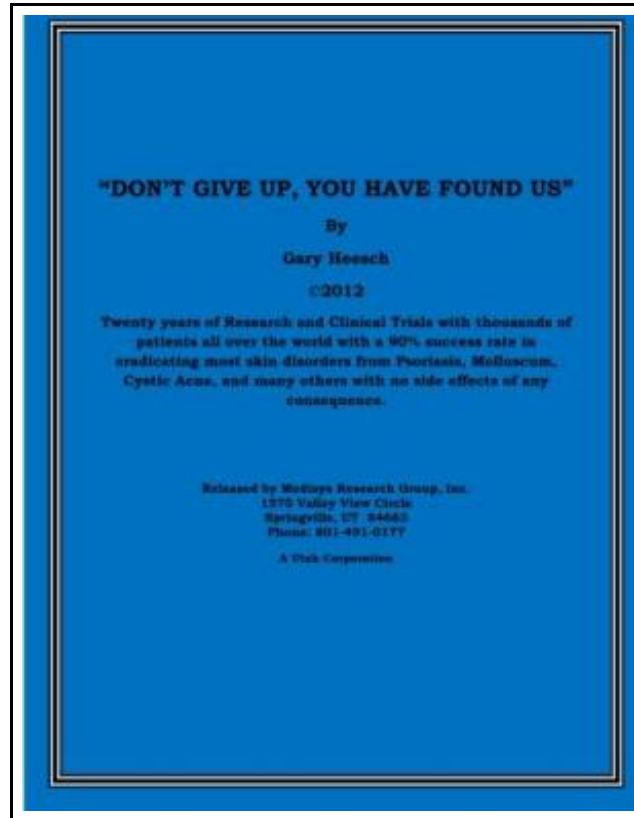 “DON’T GIVE UP, YOU HAVE FOUND US”
By
Gary Heesch
©2012
Twenty years of Research and Clinical Trials with thousands of
patients all over the world with a 90% success rate in
eradicating most skin disorders from Psoriasis, Molluscum,
Cystic Acne, and many others with no side effects of any
consequence.
Released by Research Group, Inc.
1575 Valley View Circle
Springville, UT 84663
Phone: 801-491-0177
A Utah Corporation